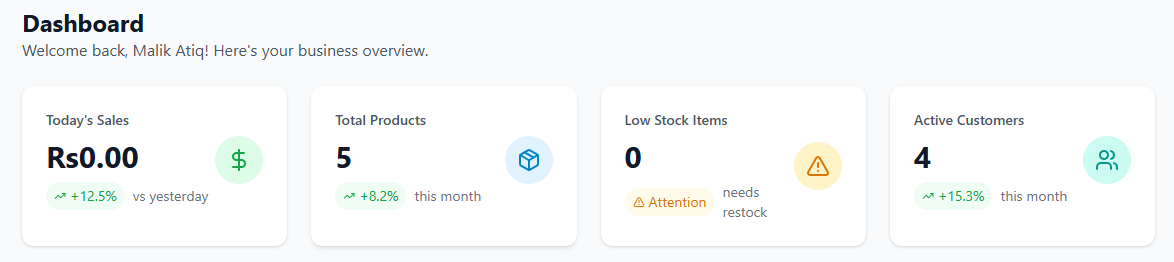 Dashboard
Welcome back, Malik Atiq! Here's your business overview.
Today's Sales
Rs0.00
+12.5% vs yesterday
Total Products
5
+8.2% this month
Low Stock Items
0
Attention needs
restock
Active Customers
4
+15.3% this month